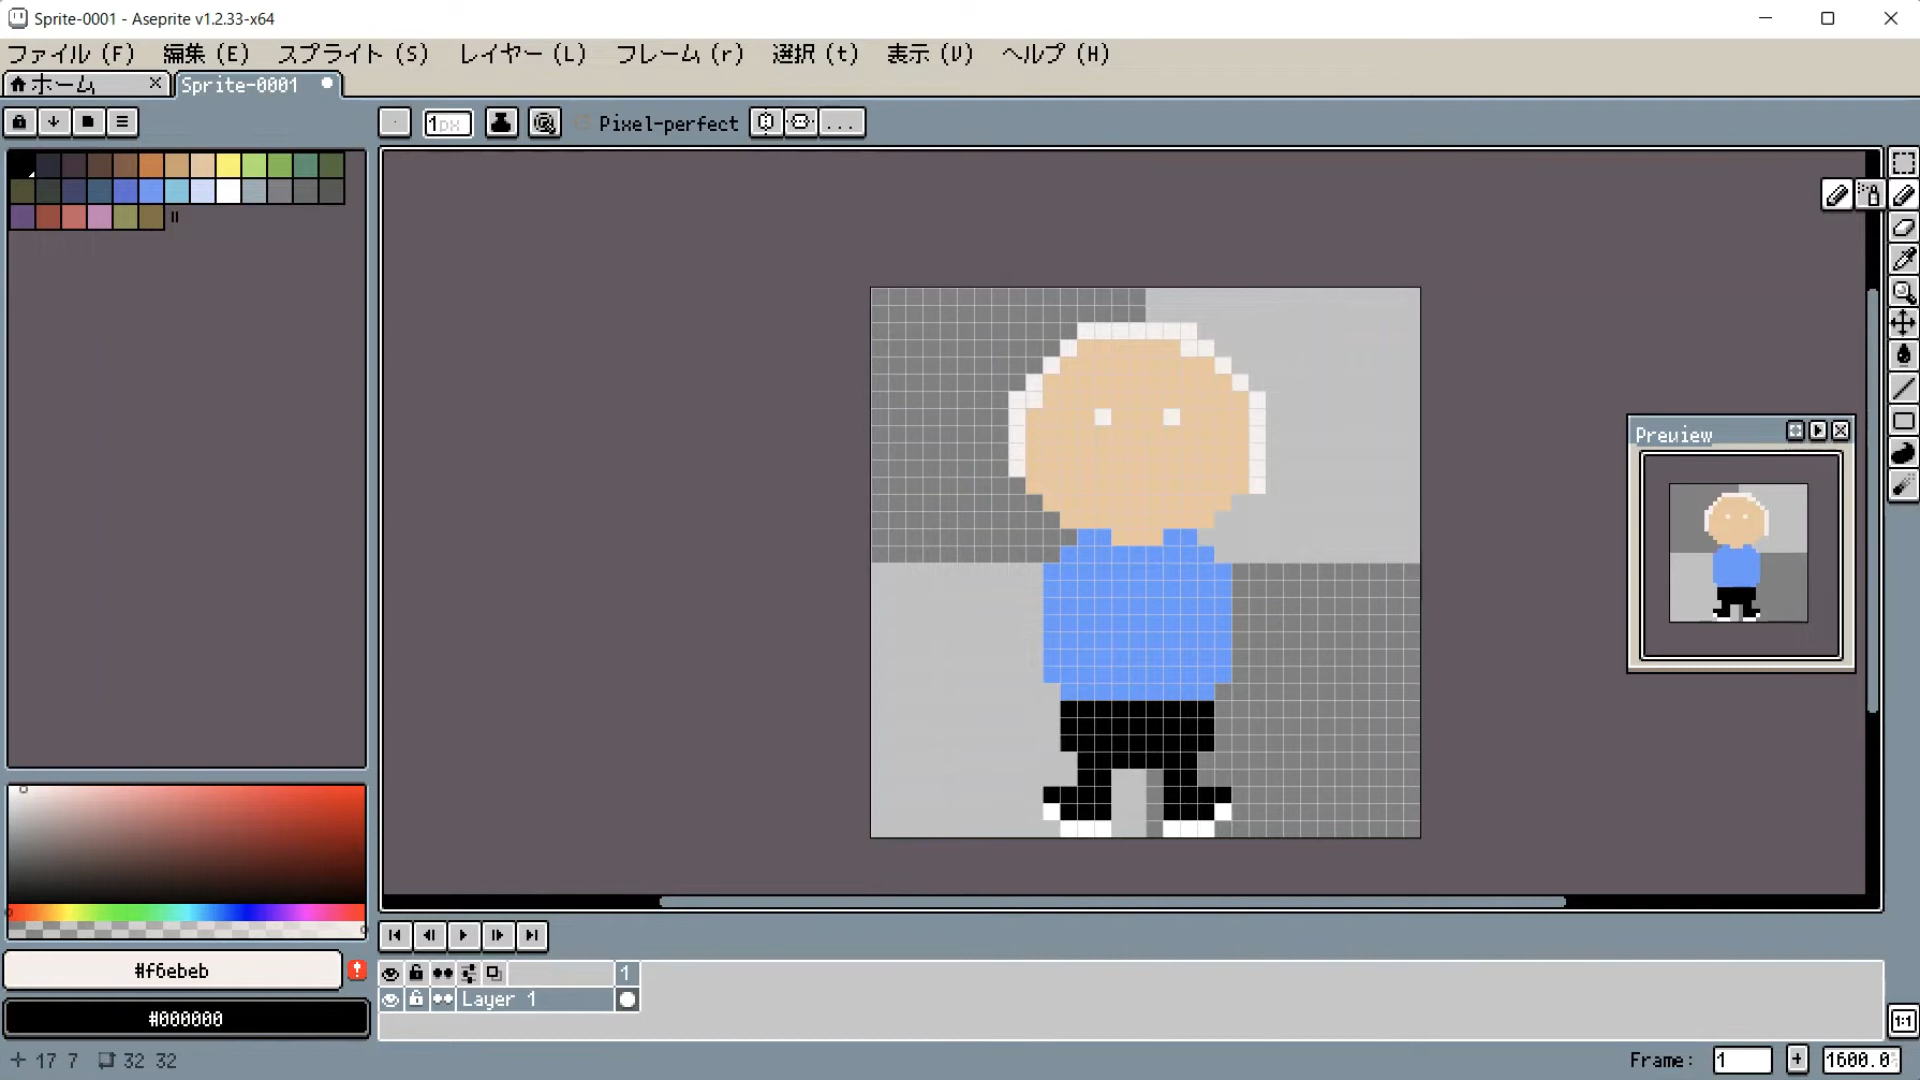 Sprite-0001 - Aseprite v1.2.33-x64
ファイル (F) 編集 (E) スプライト (S) レイヤー (L) フレーム (r) 選択 (t) 表示 (V) ヘルプ (H)
ホーム Sprite-0001
1px Pixel-perfect ...
Preview
#f6ebeb
#000000
1
Layer 1
1:1
17 7 32 32
Frame: 1 + 1600.0